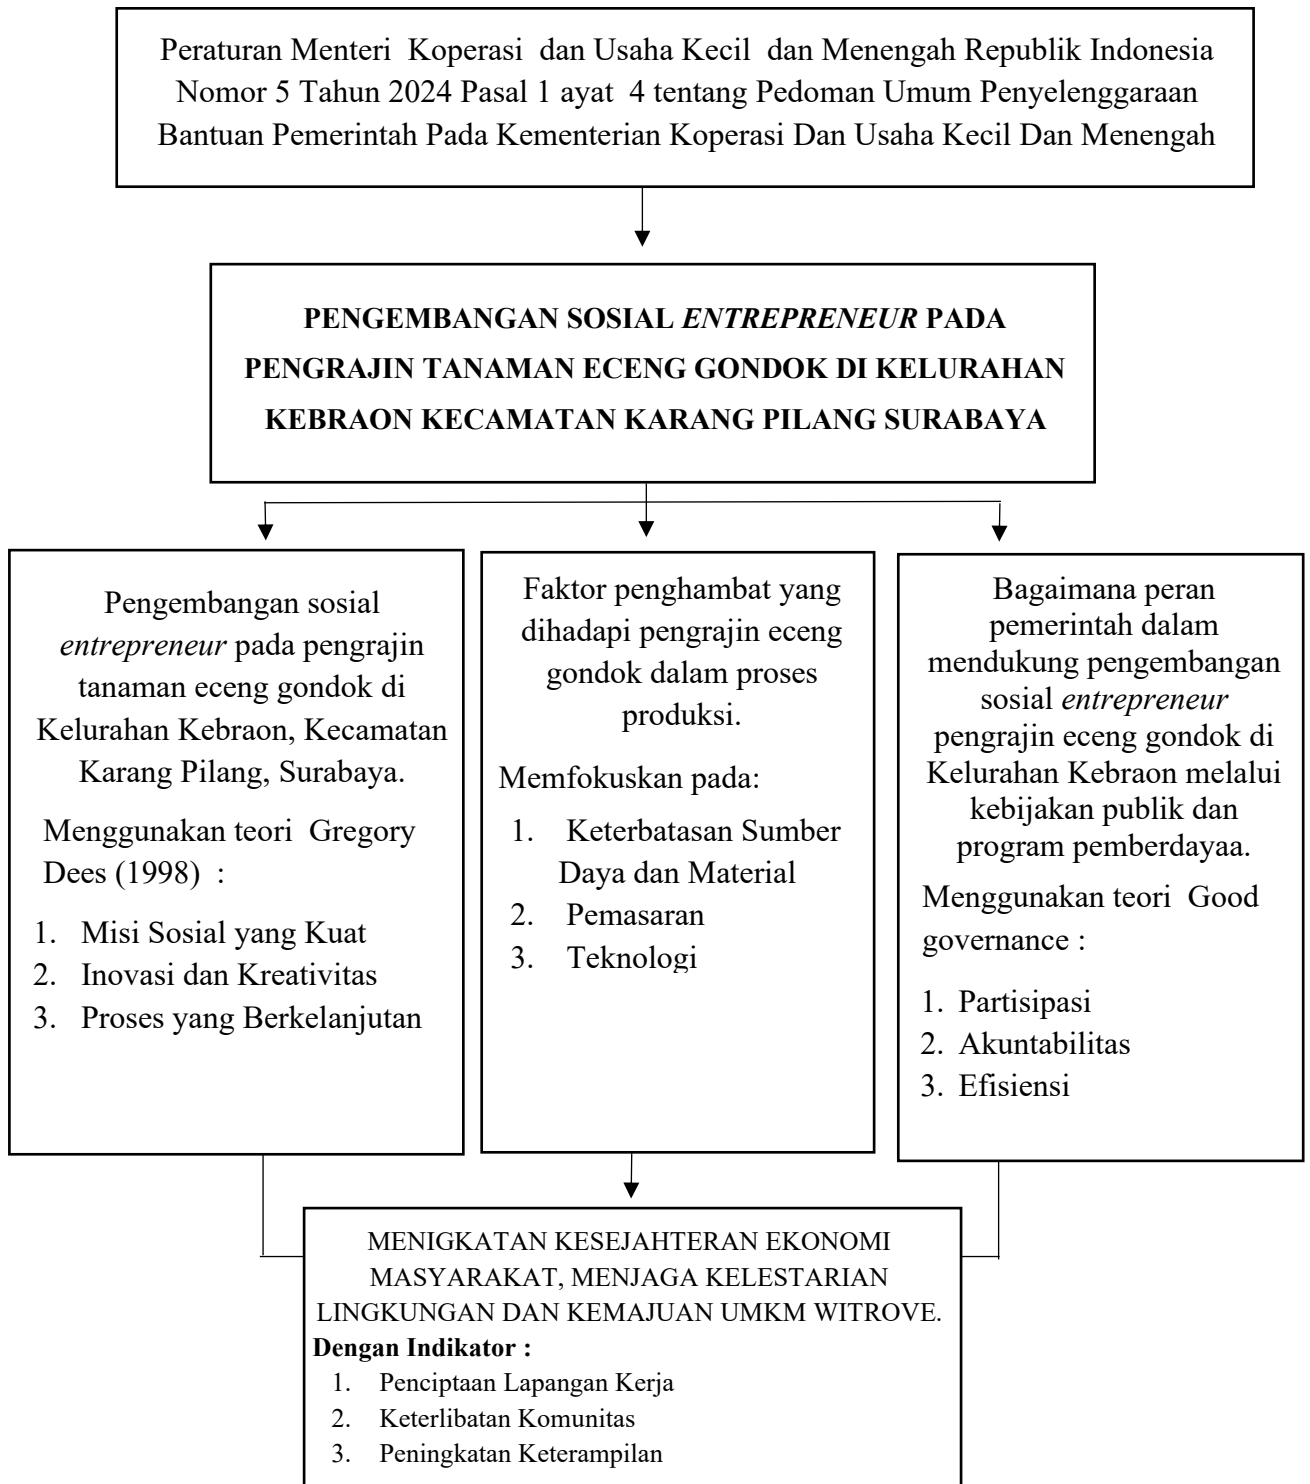 Peraturan Menteri Koperasi dan Usaha Kecil dan Menengah Republik Indonesia
Nomor 5 Tahun 2024 Pasal 1 ayat 4 tentang Pedoman Umum Penyelenggaraan
Bantuan Pemerintah Pada Kementerian Koperasi Dan Usaha Kecil Dan Menengah
PENGEMBANGAN SOSIAL ENTREPRENEUR PADA
PENGRAJIN TANAMAN ECENG GONDOK DI KELURAHAN
KEBRAON KECAMATAN KARANG PILANG SURABAYA
Pengembangan sosial
entrepreneur pada pengrajin
tanaman eceng gondok di
Kelurahan Kebraon, Kecamatan
Karang Pilang, Surabaya.
Menggunakan teori Gregory
Dees (1998) :
1. Misi Sosial yang Kuat
2. Inovasi dan Kreativitas
3. Proses yang Berkelanjutan
Faktor penghambat yang
dihadapi pengrajin eceng
gondok dalam proses
produksi.
Memfokuskan pada:
1. Keterbatasan Sumber
Daya dan Material
2. Pemasaran
3. Teknologi
Bagaimana peran
pemerintah dalam
mendukung pengembangan
sosial entrepreneur
pengrajin eceng gondok di
Kelurahan Kebraon melalui
kebijakan publik dan
program pemberdayaa.
Menggunakan teori Good
governance :
1. Partisipasi
2. Akuntabilitas
3. Efisiensi
MENIGKATAN KESEJAHTERAN EKONOMI
MASYARAKAT, MENJAGA KELESTARIAN
LINGKUNGAN DAN KEMAJUAN UMKM WITROVE.
Dengan Indikator :
1. Penciptaan Lapangan Kerja
2. Keterlibatan Komunitas
3. Peningkatan Keterampilan